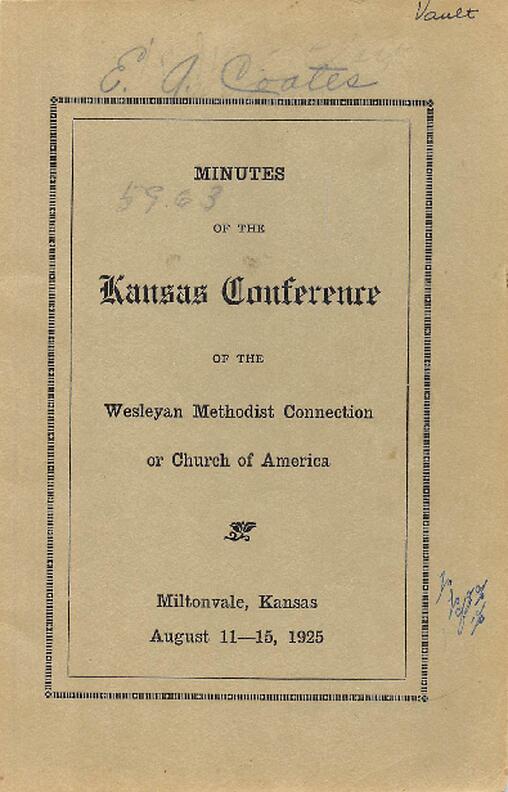 Vault
E. A. Coates
MINUTES
59.63
OF THE
Kansas Conference
OF THE
Wesleyan Methodist Connection
or Church of America
Miltonvale, Kansas
August 11—15, 1925